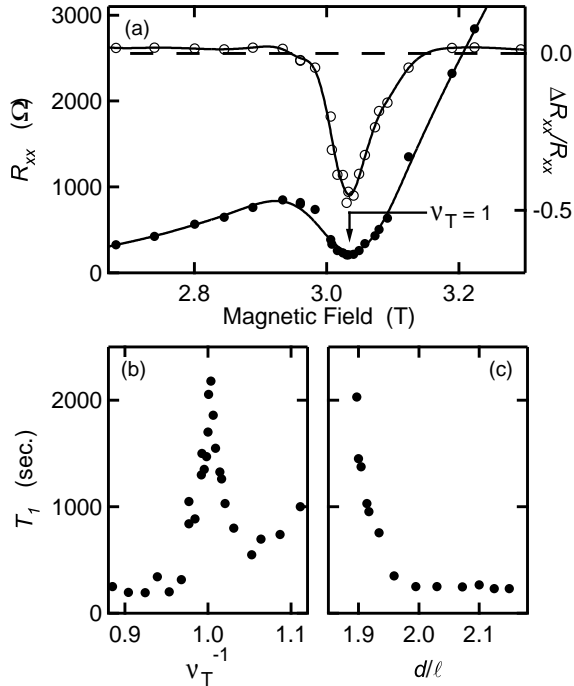 (a)
3000
2000
1000
0
R_xx (Ω)
0.0
-0.5
ΔR_xx/R_xx
ν_T = 1
2.8 3.0 3.2
Magnetic Field (T)
(b) (c)
2000
1000
0
T_1 (sec.)
0.9 1.0 1.1
ν_T^-1
1.9 2.0 2.1
d/ℓ